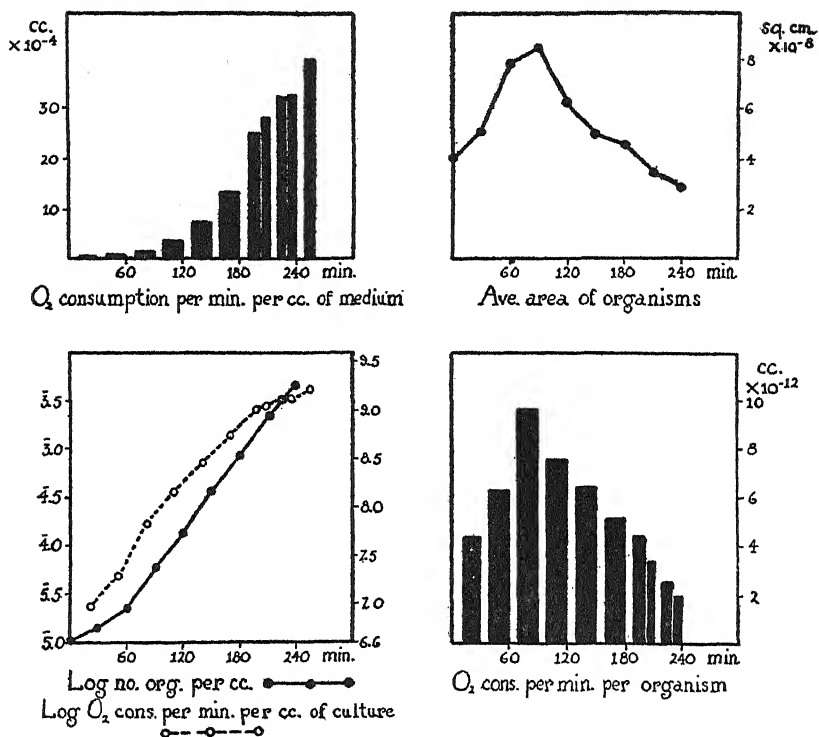 cc.
×10⁻⁴
30
20
10
60 120 180 240 min.
O₂ consumption per min. per cc. of medium
sq. cm.
×10⁻⁸
8
6
4
2
60 120 180 240 min.
Ave. area of organisms
3̄.5
3̄.0
4̄.5
4̄.0
5̄.5
5̄.0
9.5
9.0
8.5
8.0
7.5
7.0
6.6
60 120 180 240 min.
Log no. org. per cc.
Log O₂ cons. per min. per cc. of culture
cc.
×10⁻¹²
10
8
6
4
2
60 120 180 240 min
O₂ cons. per min. per organism